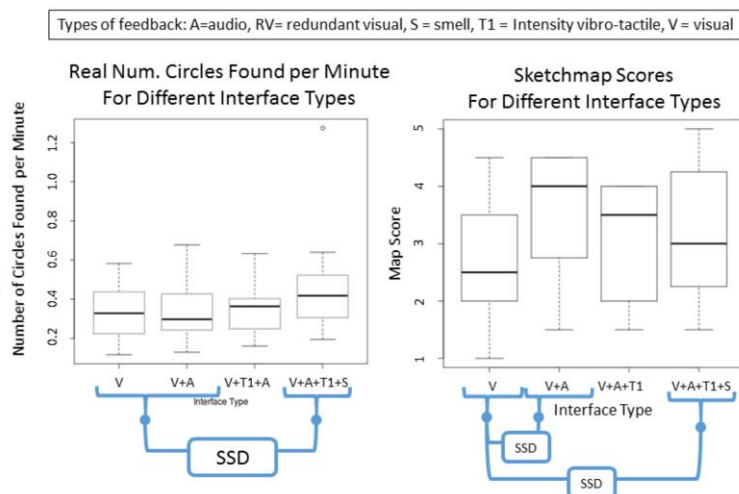 Types of feedback: A=audio, RV= redundant visual, S = smell, T1 = Intensity vibro-tactile, V = visual
Real Num. Circles Found per Minute
For Different Interface Types
Number of Circles Found per Minute
1.2
1.0
0.8
0.6
0.4
0.2
V
V+A
V+T1+A
V+A+T1+S
Interface Type
SSD
Sketchmap Scores
For Different Interface Types
Map Score
5
4
3
2
1
V
V+A
V+A+T1
V+A+T1+S
Interface Type
SSD
SSD